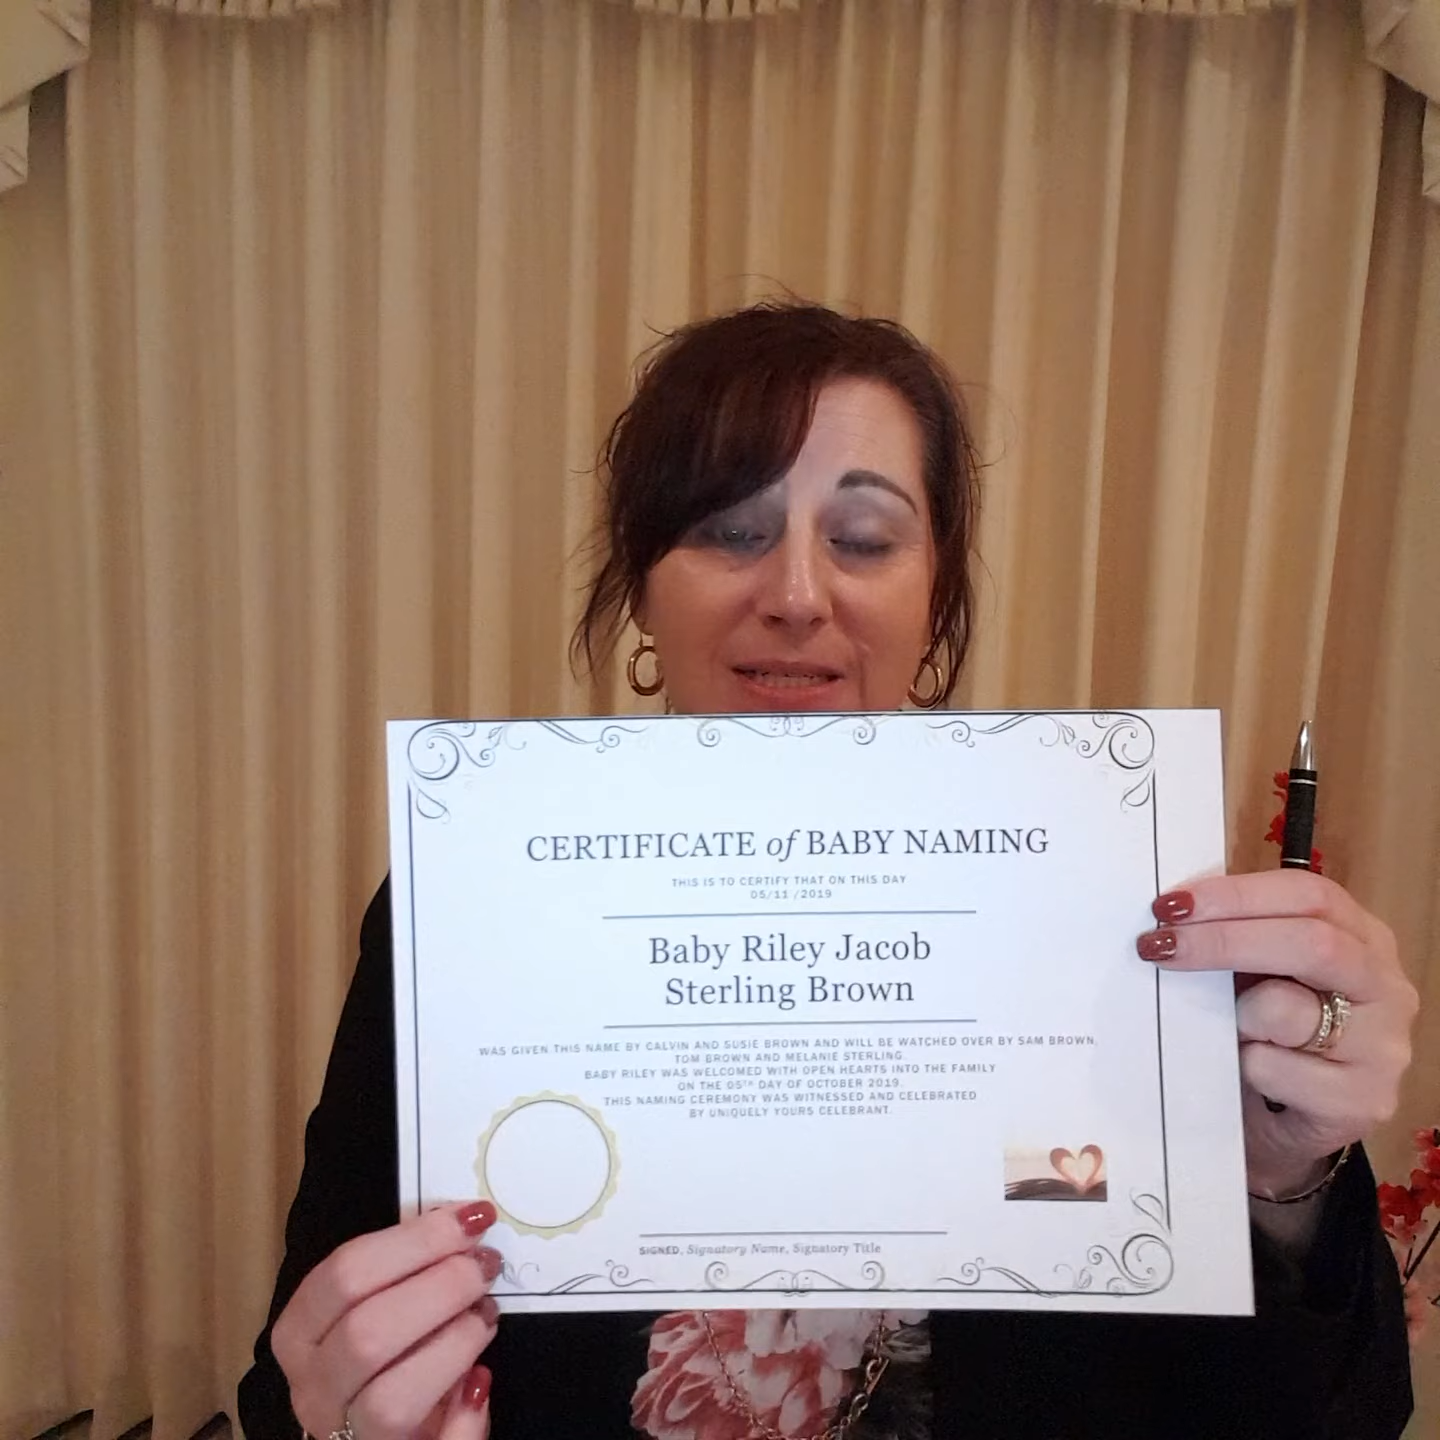 CERTIFICATE of BABY NAMING
THIS IS TO CERTIFY THAT ON THIS DAY
05/11 /2019
Baby Riley Jacob
Sterling Brown
WAS GIVEN THIS NAME BY CALVIN AND SUSIE BROWN AND WILL BE WATCHED OVER BY SAM BROWN,
TOM BROWN AND MELANIE STERLING.
BABY RILEY WAS WELCOMED WITH OPEN HEARTS INTO THE FAMILY
ON THE 05TH DAY OF OCTOBER 2019.
THIS NAMING CEREMONY WAS WITNESSED AND CELEBRATED
BY UNIQUELY YOURS CELEBRANT.
SIGNED, Signatory Name, Signatory Title